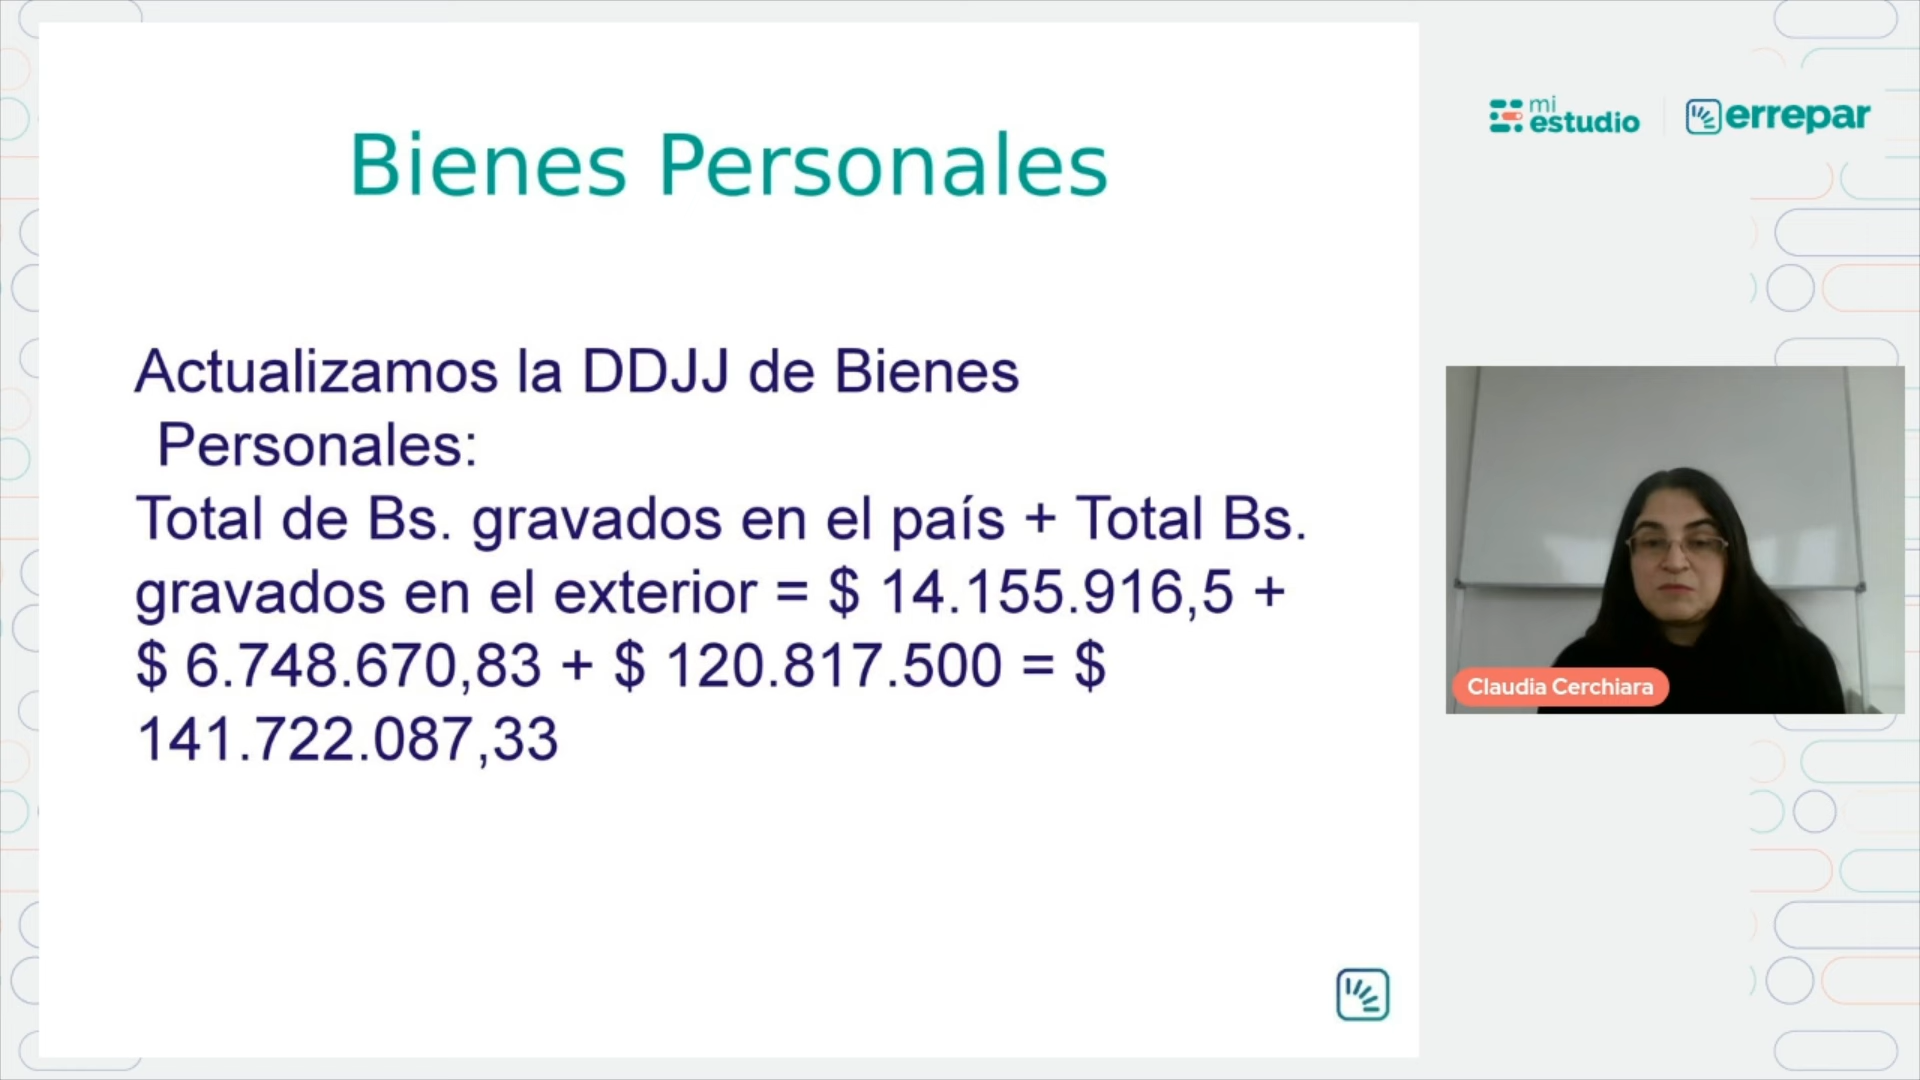 Bienes Personales
Actualizamos la DDJJ de Bienes
Personales:
Total de Bs. gravados en el país + Total Bs.
gravados en el exterior = $ 14.155.916,5 +
$ 6.748.670,83 + $ 120.817.500 = $
141.722.087,33
mi
estudio
errepar
Claudia Cerchiara